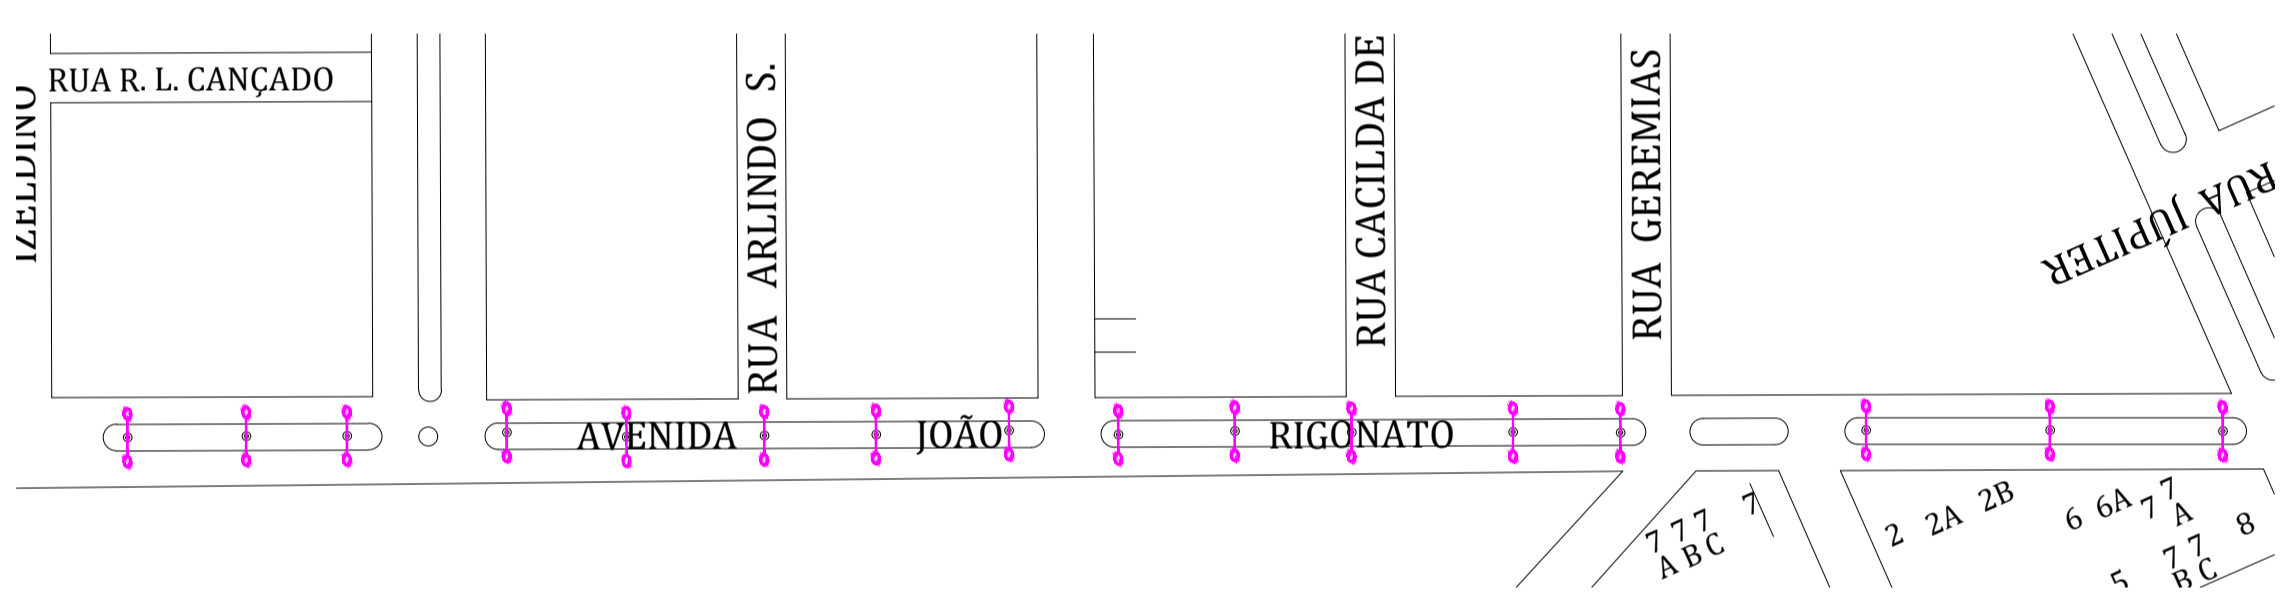 RUA R. L. CANÇADO
IZELDINO
RUA ARLINDO S.
RUA CACILDA DE
RUA GEREMIAS
RUA JÚPITER
AVENIDA JOÃO RIGONATO
7 7 7 7
A B C
2 2A 2B
6 6A 7 7
A
8
7 7
B C
5